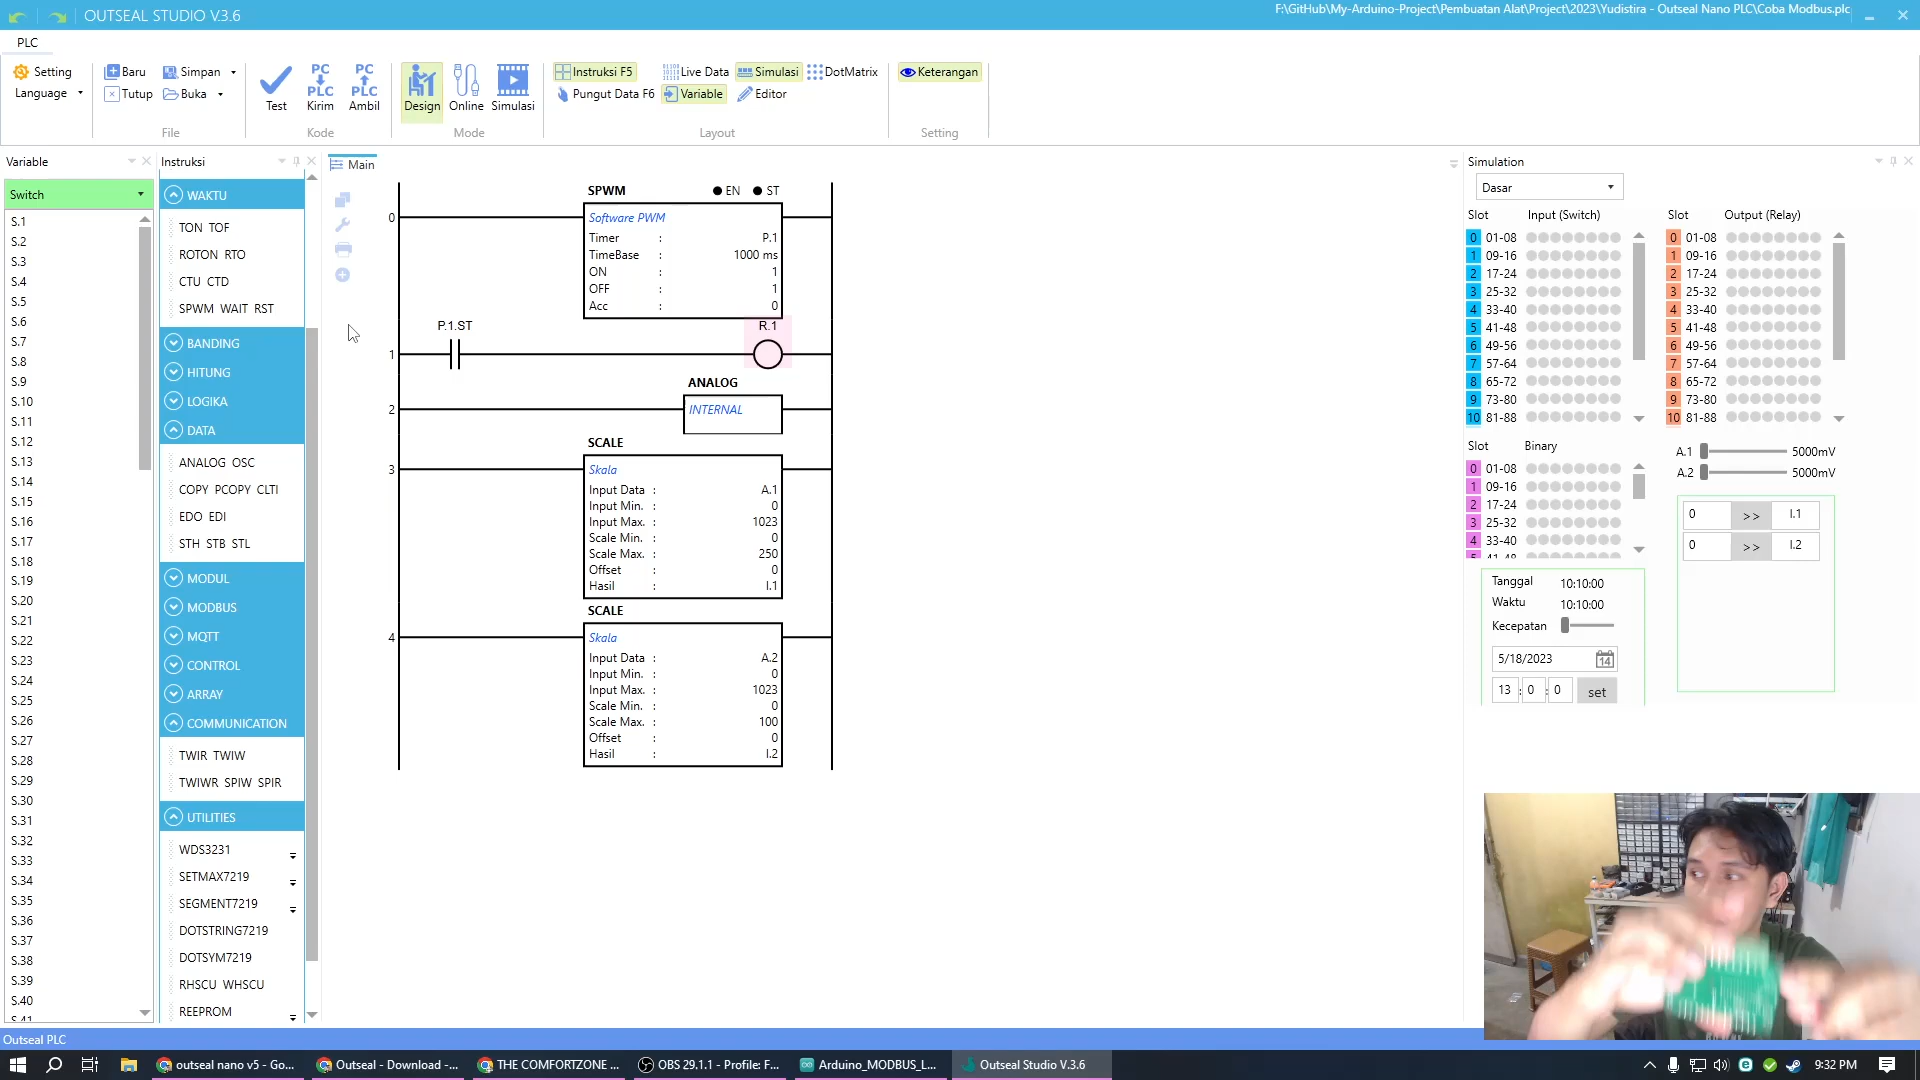 OUTSEAL STUDIO V.3.6
F:\GitHub\My-Arduino-Project\Pembuatan Alat\Project\2023\Yudistira - Outseal Nano PLC\Coba Modbus.plc
PLC
Setting
Language
Baru
Tutup
Simpan
Buka
File
Test
PC PLC Kirim
PC PLC Ambil
Kode
Design
Online
Simulasi
Mode
Instruksi F5
Pungut Data F6
Live Data
Variable
Simulasi
Editor
DotMatrix
Layout
Keterangan
Setting
Variable
Switch
S.1
S.2
S.3
S.4
S.5
S.6
S.7
S.8
S.9
S.10
S.11
S.12
S.13
S.14
S.15
S.16
S.17
S.18
S.19
S.20
S.21
S.22
S.23
S.24
S.25
S.26
S.27
S.28
S.29
S.30
S.31
S.32
S.33
S.34
S.35
S.36
S.37
S.38
S.39
S.40
S.41
Instruksi
WAKTU
TON TOF
ROTON RTO
CTU CTD
SPWM WAIT RST
BANDING
HITUNG
LOGIKA
DATA
ANALOG OSC
COPY PCOPY CLTI
EDO EDI
STH STB STL
MODUL
MODBUS
MQTT
CONTROL
ARRAY
COMMUNICATION
TWIR TWIW
TWIWR SPIW SPIR
UTILITIES
WDS3231
SETMAX7219
SEGMENT7219
DOTSTRING7219
DOTSYM7219
RHSCU WHSCU
REEPROM
Main
SPWM EN ST
0
Software PWM
Timer : P.1
TimeBase : 1000 ms
ON : 1
OFF : 1
Acc : 0
P.1.ST R.1
1
ANALOG
2 INTERNAL
SCALE
3 Skala
Input Data : A.1
Input Min. : 0
Input Max. : 1023
Scale Min. : 0
Scale Max. : 250
Offset : 0
Hasil : I.1
SCALE
4 Skala
Input Data : A.2
Input Min. : 0
Input Max. : 1023
Scale Min. : 0
Scale Max. : 100
Offset : 0
Hasil : I.2
Simulation
Dasar
Slot Input (Switch)
0 01-08
1 09-16
2 17-24
3 25-32
4 33-40
5 41-48
6 49-56
7 57-64
8 65-72
9 73-80
10 81-88
Slot Output (Relay)
0 01-08
1 09-16
2 17-24
3 25-32
4 33-40
5 41-48
6 49-56
7 57-64
8 65-72
9 73-80
10 81-88
Slot Binary
0 01-08
1 09-16
2 17-24
3 25-32
4 33-40
5 41-48
A.1 5000mV
A.2 5000mV
0 >> I.1
0 >> I.2
Tanggal 10:10:00
Waktu 10:10:00
Kecepatan
5/18/2023 14
13 : 0 : 0 set
Outseal PLC
outseal nano v5 - Go...
Outseal - Download -...
THE COMFORTZONE ...
OBS 29.1.1 - Profile: F...
Arduino_MODBUS_L...
Outseal Studio V.3.6
9:32 PM